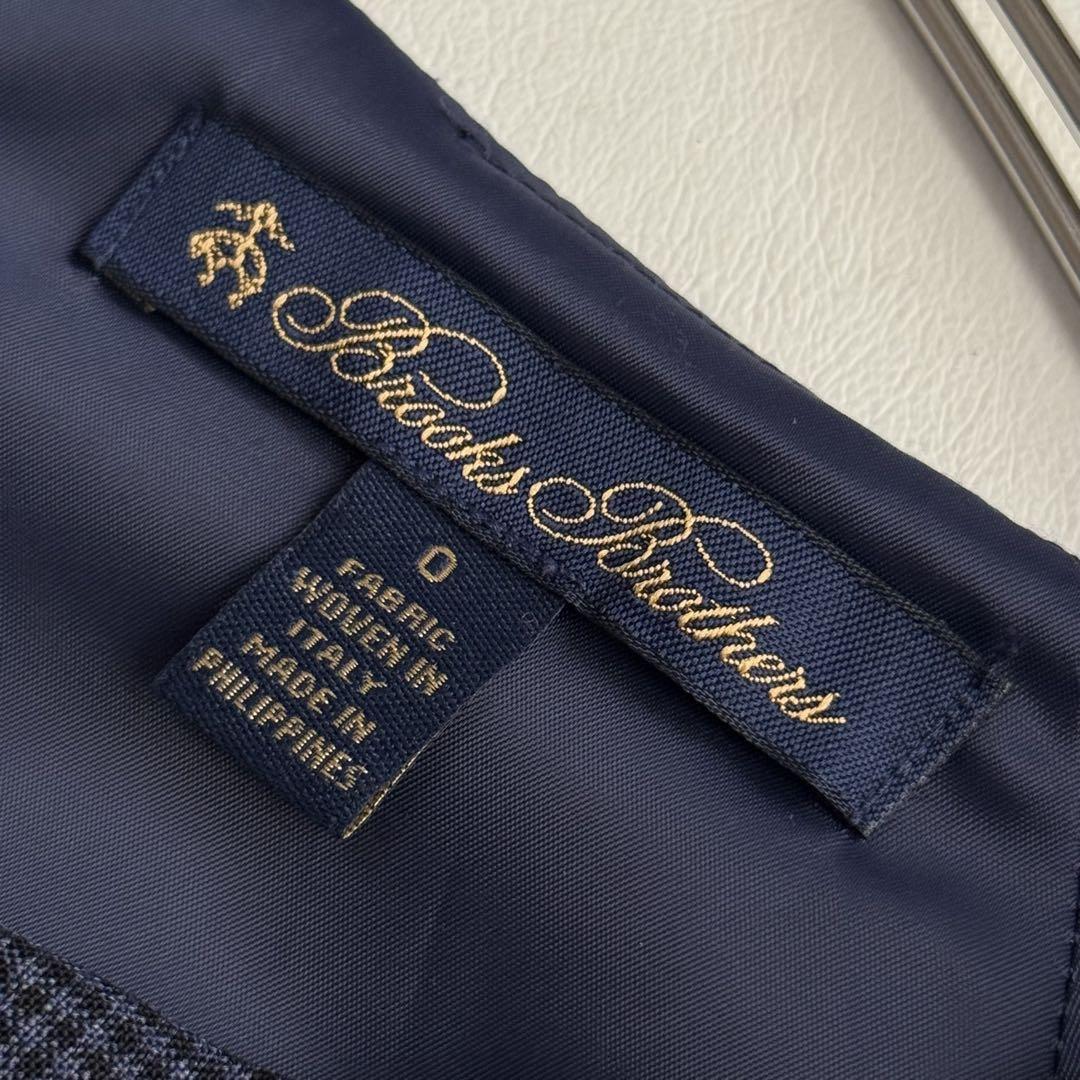 Brooks Brothers
0
FABRIC
WOVEN IN
ITALY
MADE IN
PHILIPPINES